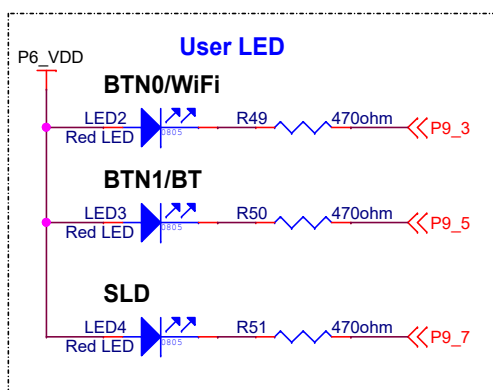 User LED
P6_VDD
BTN0/WiFi
LED2 R49 470ohm P9_3
Red LED 0805
BTN1/BT
LED3 R50 470ohm P9_5
Red LED 0805
SLD
LED4 R51 470ohm P9_7
Red LED 0805